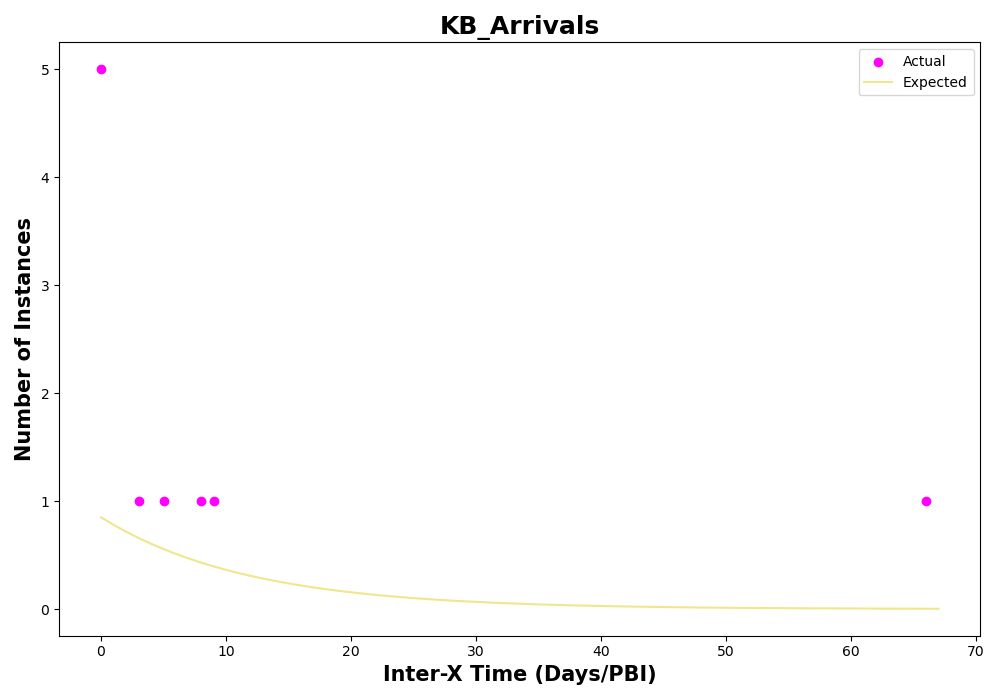 KB_Arrivals
Actual
Expected
Number of Instances
5
4
3
2
1
0
0 10 20 30 40 50 60 70
Inter-X Time (Days/PBI)